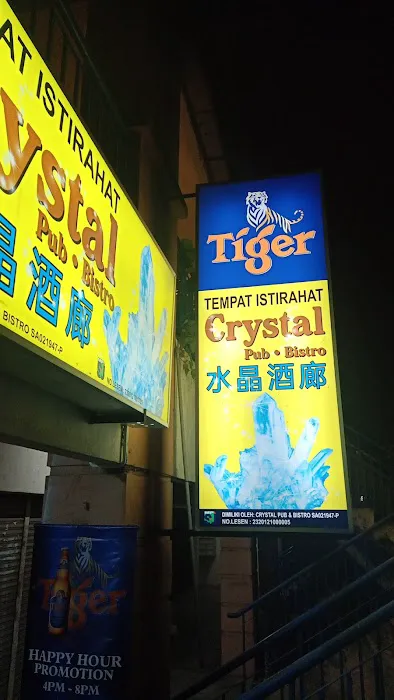 AT ISTIRAHAT
ystal
Pub • Bistro
晶酒廊
BISTRO SA021947-P
Tiger
TEMPAT ISTIRAHAT
Crystal
Pub • Bistro
水晶酒廊
DIMILIKI OLEH: CRYSTAL PUB & BISTRO SA021947-P
NO.LESEN : 2320121000005
Tiger
HAPPY HOUR
PROMOTION
4PM - 8PM